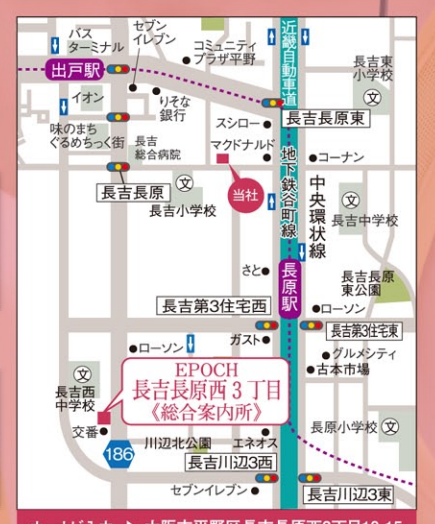 バス
ターミナル
セブン
イレブン
コミュニティ
プラザ平野
近畿自動車道
長吉東
小学校
文
出戸駅
イオン
りそな
銀行
長吉長原東
スシロー
味のまち
ぐるめちっく街
長吉
総合病院
マクドナルド
コーナン
地下鉄谷町線
中央環状線
長吉長原
文
長吉小学校
当社
文
長吉中学校
さと
長原駅
長吉長原
東公園
長吉第3住宅西
ローソン
長吉第3住宅東
ローソン
ガスト
グルメシティ
古本市場
EPOCH
長吉長原西3丁目
《総合案内所》
文
長吉西
中学校
交番
186
川辺北公園
エネオス
長原小学校
文
長吉川辺3西
セブンイレブン
長吉川辺3東